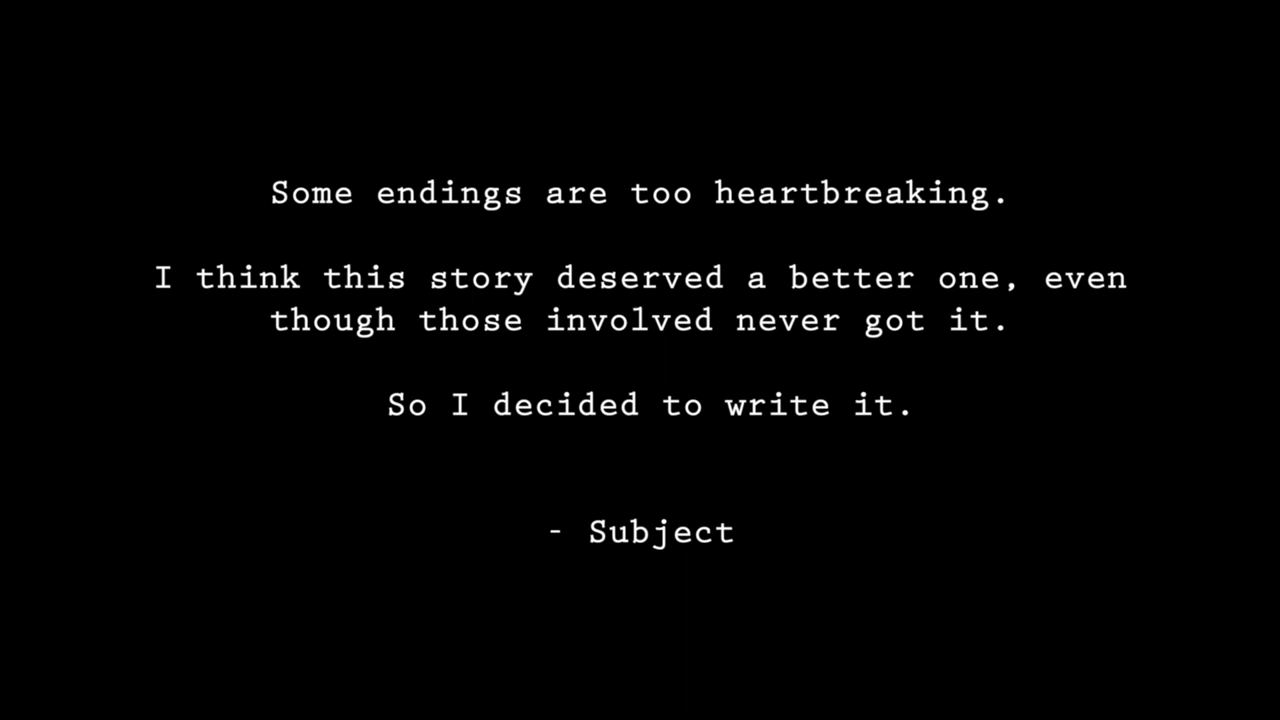 Some endings are too heartbreaking.
I think this story deserved a better one, even
though those involved never got it.
So I decided to write it.
- Subject